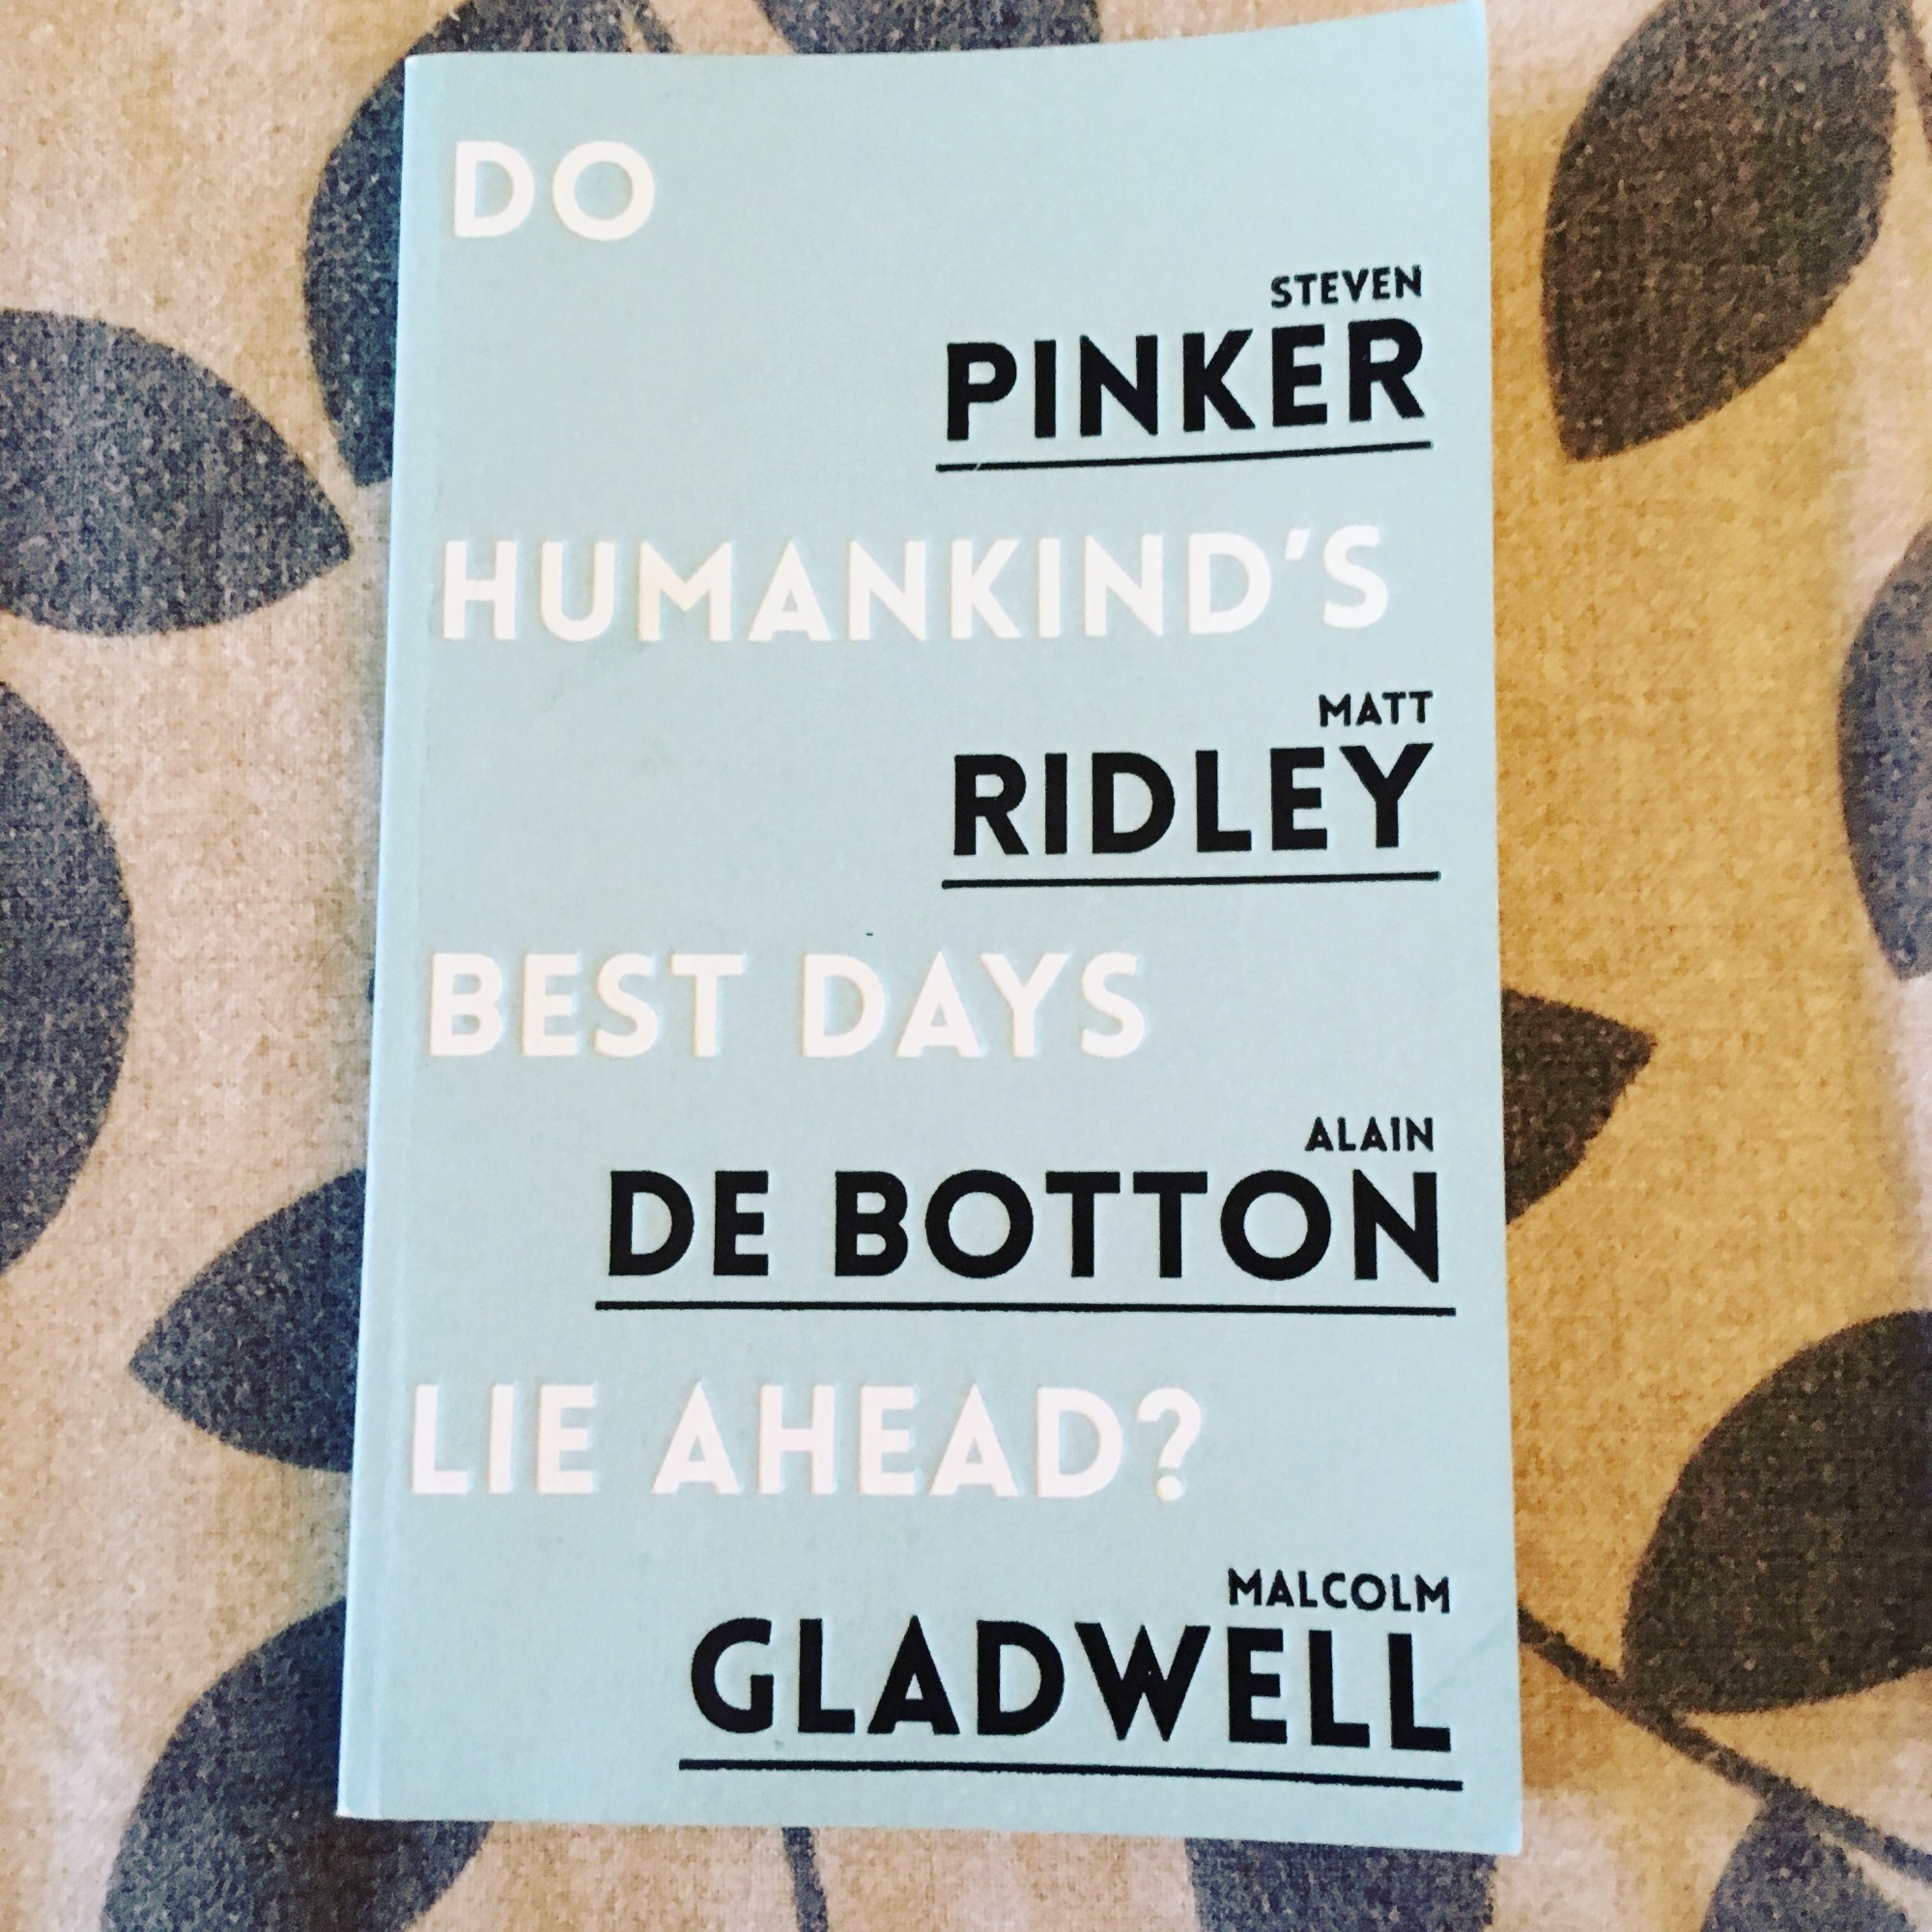 DO
STEVEN
PINKER
HUMANKIND'S
MATT
RIDLEY
BEST DAYS
ALAIN
DE BOTTON
LIE AHEAD?
MALCOLM
GLADWELL